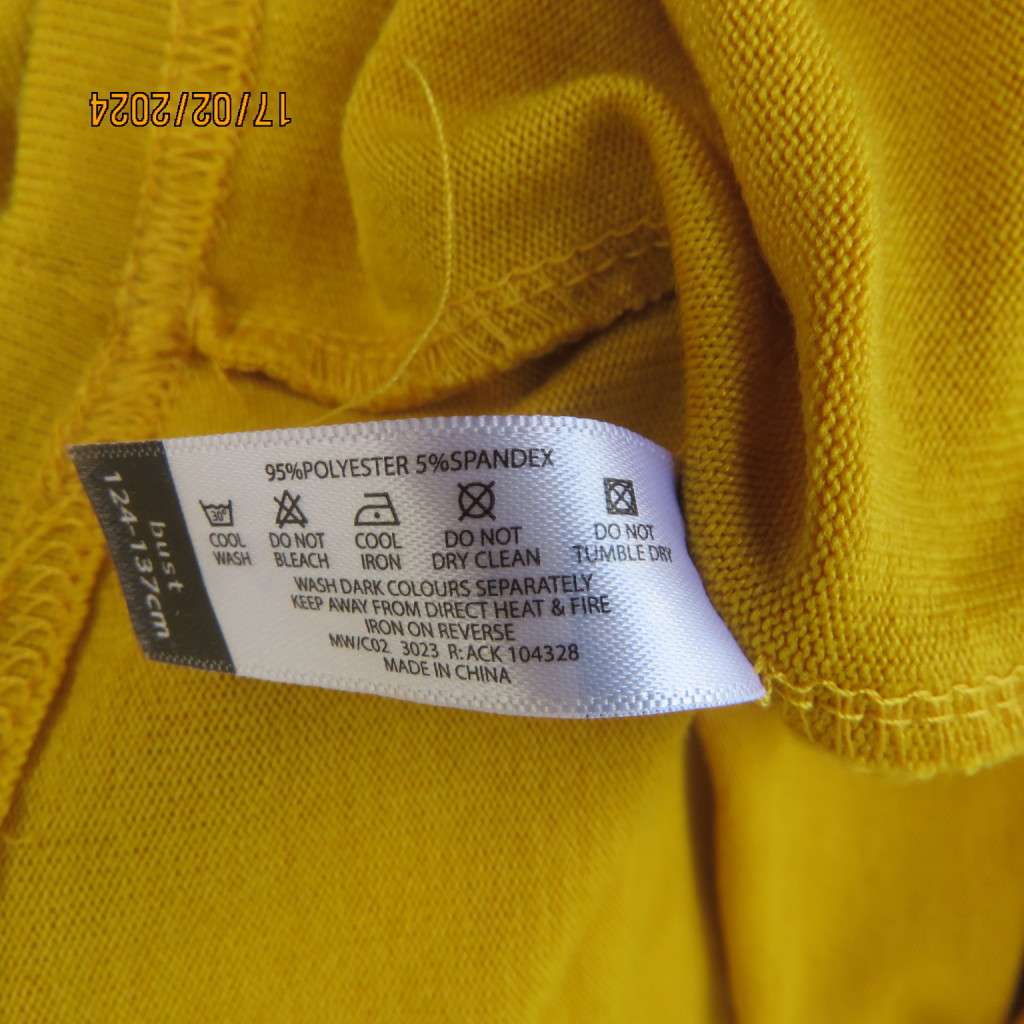 17/02/2024
95%POLYESTER 5%SPANDEX
30°
COOL WASH
DO NOT BLEACH
COOL IRON
DO NOT DRY CLEAN
DO NOT TUMBLE DRY
WASH DARK COLOURS SEPARATELY
KEEP AWAY FROM DIRECT HEAT & FIRE
IRON ON REVERSE
MW/C02 3023 R: ACK 104328
MADE IN CHINA
bust
124-137cm